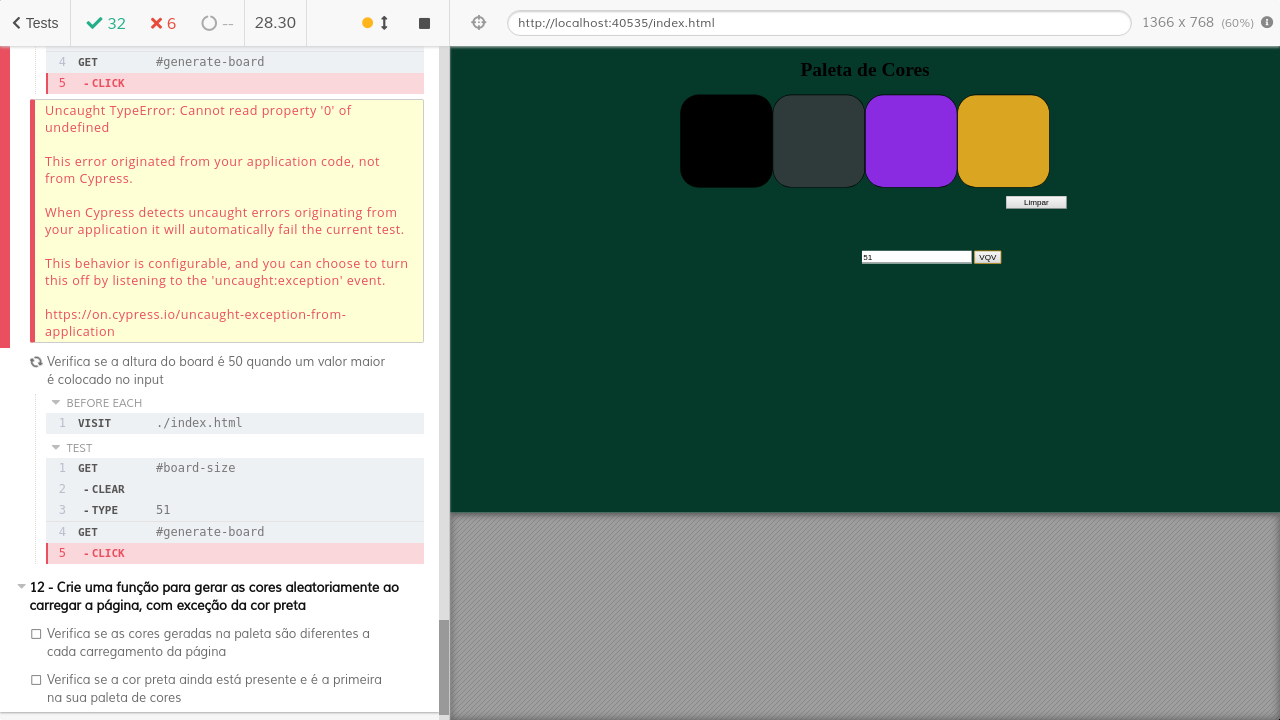 Tests
32
6
--
28.30
http://localhost:40535/index.html
1366 x 768 (60%)
4 GET #generate-board
5 - CLICK
Uncaught TypeError: Cannot read property '0' of
undefined
This error originated from your application code, not
from Cypress.
When Cypress detects uncaught errors originating from
your application it will automatically fail the current test.
This behavior is configurable, and you can choose to turn
this off by listening to the 'uncaught:exception' event.
https://on.cypress.io/uncaught-exception-from-
application
Verifica se a altura do board é 50 quando um valor maior
é colocado no input
BEFORE EACH
1 VISIT ./index.html
TEST
1 GET #board-size
2 - CLEAR
3 - TYPE 51
4 GET #generate-board
5 - CLICK
12 - Crie uma função para gerar as cores aleatoriamente ao
carregar a página, com exceção da cor preta
Verifica se as cores geradas na paleta são diferentes a
cada carregamento da página
Verifica se a cor preta ainda está presente e é a primeira
na sua paleta de cores
Paleta de Cores
Limpar
51
VQV